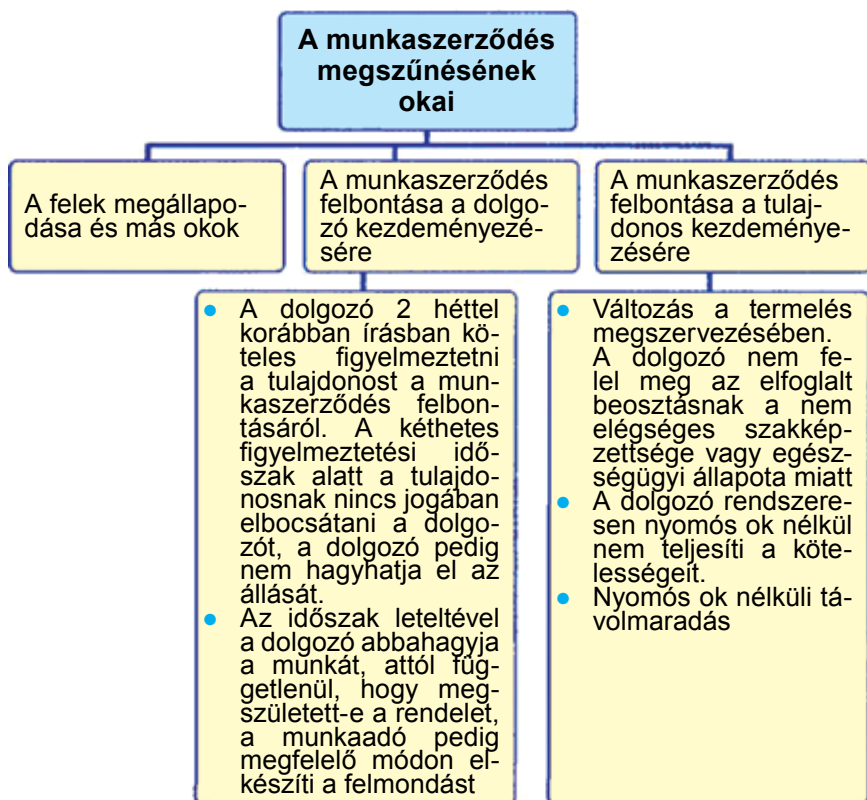 A munkaszerződés
megszűnésének
okai
A felek megállapo-
dása és más okok
A munkaszerződés
felbontása a dolgo-
zó kezdeményezé-
sére
A munkaszerződés
felbontása a tulaj-
donos kezdeménye-
zésére
• A dolgozó 2 héttel
korábban írásban kö-
teles figyelmeztetni
a tulajdonost a mun-
kaszerződés felbon-
tásáról. A kéthetes
figyelmeztetési idő-
szak alatt a tulajdo-
nosnak nincs jogában
elbocsátani a dolgo-
zót, a dolgozó pedig
nem hagyhatja el az
állását.
• Az időszak leteltével
a dolgozó abbahagyja
a munkát, attól füg-
getlenül, hogy meg-
született-e a rendelet,
a munkaadó pedig
megfelelő módon el-
készíti a felmondást
• Változás a termelés
megszervezésében.
A dolgozó nem fe-
lel meg az elfoglalt
beosztásnak a nem
elégséges szakkép-
zettsége vagy egész-
ségügyi állapota miatt
• A dolgozó rendszere-
sen nyomós ok nélkül
nem teljesíti a köte-
lességeit.
• Nyomós ok nélküli tá-
volmaradás